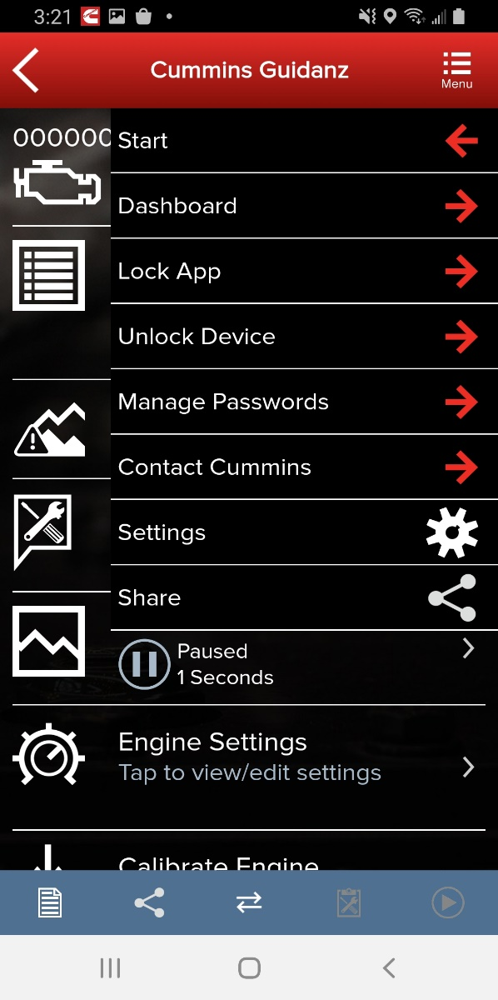 3:21
Cummins Guidanz
Menu
000000
Start
Dashboard
Lock App
Unlock Device
Manage Passwords
Contact Cummins
Settings
Share
Paused
1 Seconds
Engine Settings
Tap to view/edit settings
Calibrate Engine